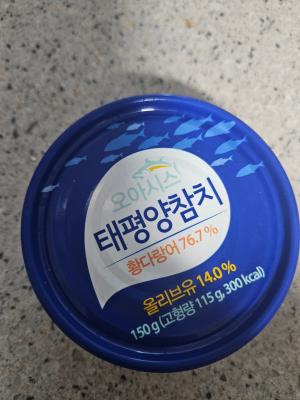 오아시스
태평양참치
황다랑어 76.7 %
올리브유 14.0 %
150 g (고형량 115 g, 300 kcal)